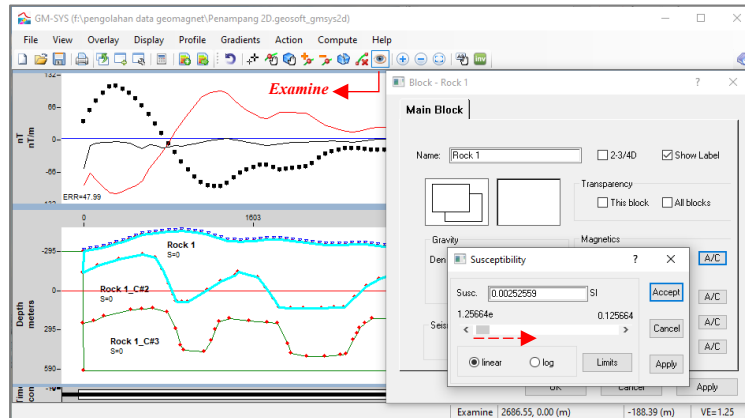 GM-SYS (f:\pengolahan data geomagnet\Penampang 2D.geosoft_gmsys2d)
File View Overlay Display Profile Gradients Action Compute Help
Inv
Examine
66-
0-
-66-
nT
nT/m
ERR=47.99
0 1603
-295-
0-
295-
590-
Depth
meters
Rock 1
S=0
Rock 1_C#2
S=0
Rock 1_C#3
S=0
Block - Rock 1 ? ×
Main Block
Name: Rock 1 2-3/4D Show Label
Transparency
This block All blocks
Gravity Magnetics
Den A/C
A/C
Seis A/C
A/C
Susceptibility ? ×
Susc. 0.00252559 SI Accept
1.25664e 0.125664
Cancel
linear log Limits Apply
Cancel Apply
Examine 2686.55, 0.00 (m) -188.39 (m) VE=1.25